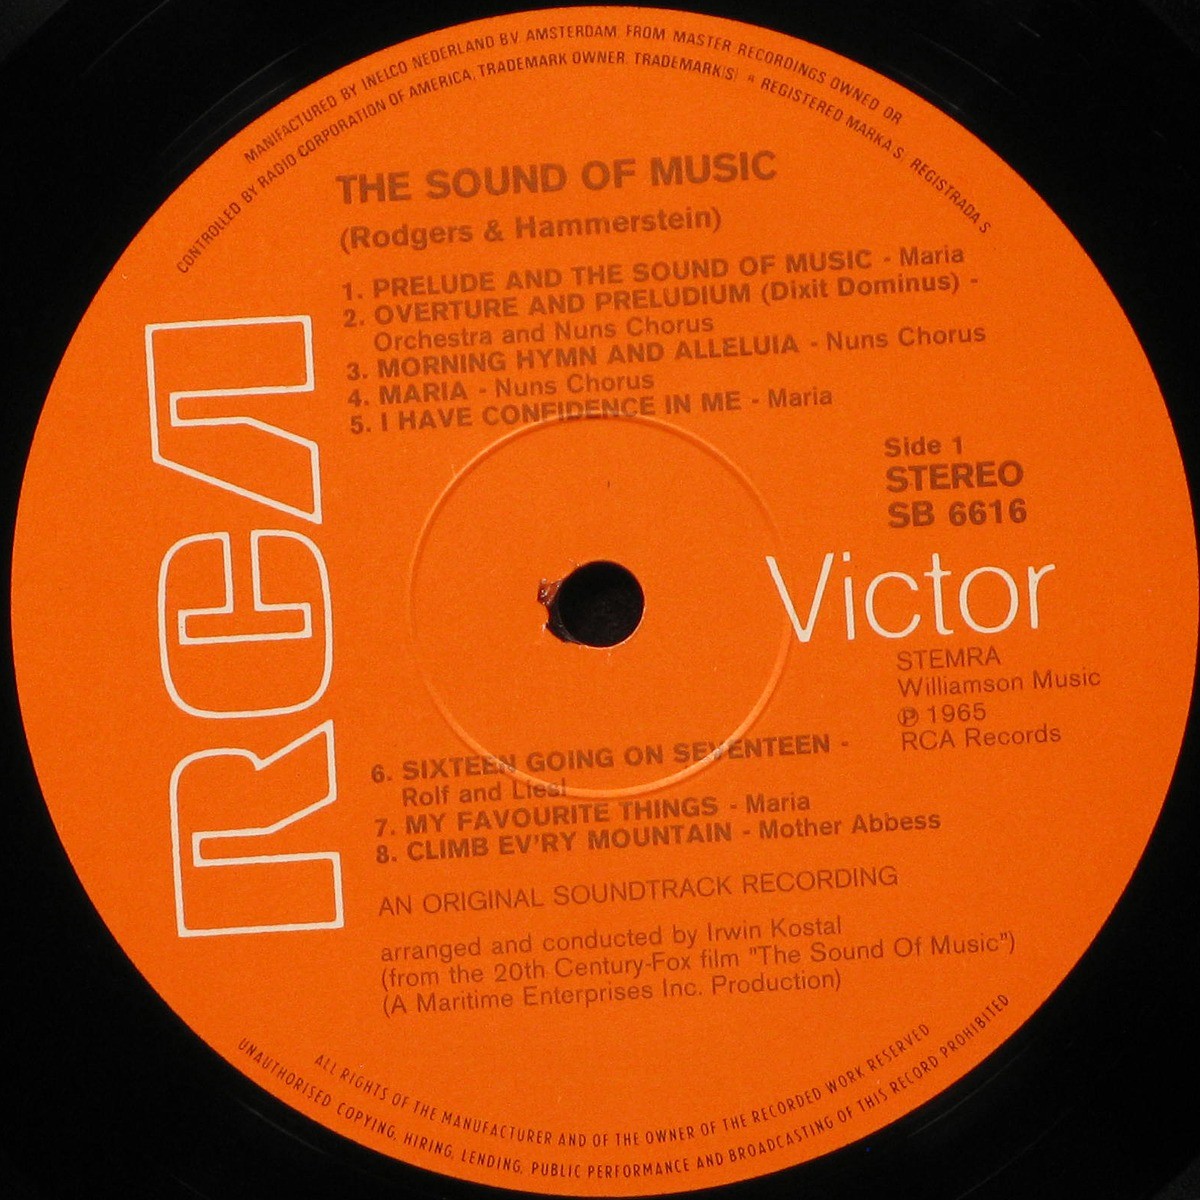 MANUFACTURED BY INELCO NEDERLAND BV. AMSTERDAM, FROM MASTER RECORDINGS OWNED OR
CONTROLLED BY RADIO CORPORATION OF AMERICA, TRADEMARK OWNER. TRADEMARK(S) ® REGISTERED MARKA S) REGISTRADA S
THE SOUND OF MUSIC
(Rodgers & Hammerstein)
1. PRELUDE AND THE SOUND OF MUSIC - Maria
2. OVERTURE AND PRELUDIUM (Dixit Dominus) -
Orchestra and Nuns Chorus
3. MORNING HYMN AND ALLELUIA - Nuns Chorus
4. MARIA - Nuns Chorus
5. I HAVE CONFIDENCE IN ME - Maria
Side 1
STEREO
SB 6616
RCA
Victor
STEMRA
Williamson Music
℗ 1965
RCA Records
6. SIXTEEN GOING ON SEVENTEEN -
Rolf and Liesl
7. MY FAVOURITE THINGS - Maria
8. CLIMB EV'RY MOUNTAIN - Mother Abbess
AN ORIGINAL SOUNDTRACK RECORDING
arranged and conducted by Irwin Kostal
(from the 20th Century-Fox film "The Sound Of Music")
(A Maritime Enterprises Inc. Production)
ALL RIGHTS OF THE MANUFACTURER AND OF THE OWNER OF THE RECORDED WORK RESERVED
UNAUTHORISED COPYING, HIRING, LENDING, PUBLIC PERFORMANCE AND BROADCASTING OF THIS RECORD PROHIBITED